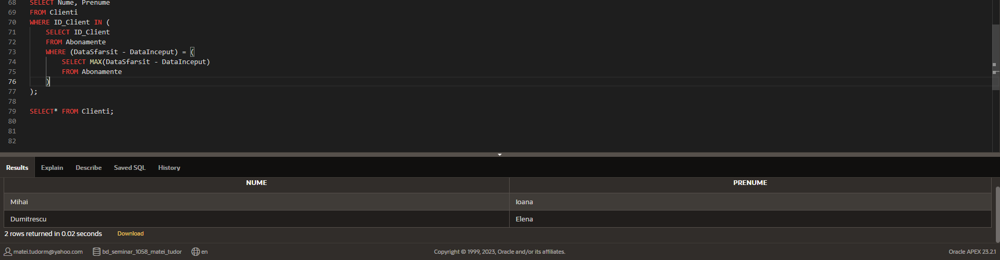 68 SELECT Nume, Prenume
69 FROM Clienti
70 WHERE ID_Client IN (
71     SELECT ID_Client
72     FROM Abonamente
73     WHERE (DataSfarsit - DataInceput) = (
74         SELECT MAX(DataSfarsit - DataInceput)
75         FROM Abonamente
76     )
77 );
78
79 SELECT* FROM Clienti;
80
81
82
Results Explain Describe Saved SQL History
NUME PRENUME
Mihai Ioana
Dumitrescu Elena
2 rows returned in 0.02 seconds Download
matei.tudorm@yahoo.com bd_seminar_1058_matei_tudor en Copyright © 1999, 2023, Oracle and/or its affiliates. Oracle APEX 23.2.1